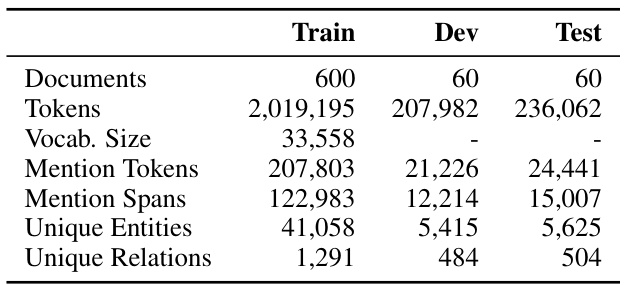 Train Dev Test
Documents 600 60 60
Tokens 2,019,195 207,982 236,062
Vocab. Size 33,558 - -
Mention Tokens 207,803 21,226 24,441
Mention Spans 122,983 12,214 15,007
Unique Entities 41,058 5,415 5,625
Unique Relations 1,291 484 504